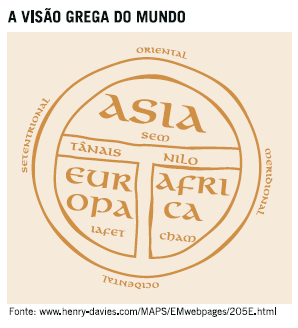 A VISÃO GREGA DO MUNDO
ORIENTAL
SETENTRIONAL
MERIDIONAL
ASIA
SEM
TÂNAIS
NILO
EUR
OPA
IAFET
AFRI
CA
CHAM
OCIDENTAL
Fonte: www.henry-davies.com/MAPS/EMwebpages/205E.html